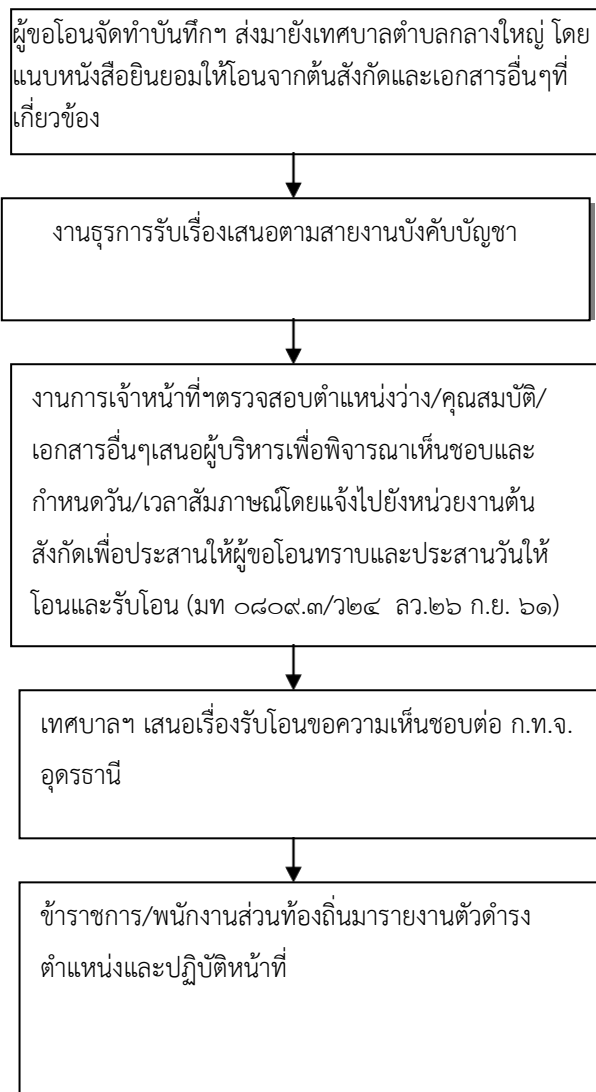 ผู้ขอโอนจัดทำบันทึกฯ ส่งมายังเทศบาลตำบลกลางใหญ่ โดย
แนบหนังสือยินยอมให้โอนจากต้นสังกัดและเอกสารอื่นๆที่
เกี่ยวข้อง
งานธุรการรับเรื่องเสนอตามสายงานบังคับบัญชา
งานการเจ้าหน้าที่ฯตรวจสอบตำแหน่งว่าง/คุณสมบัติ/
เอกสารอื่นๆเสนอผู้บริหารเพื่อพิจารณาเห็นชอบและ
กำหนดวัน/เวลาสัมภาษณ์โดยแจ้งไปยังหน่วยงานต้น
สังกัดเพื่อประสานให้ผู้ขอโอนทราบและประสานวันให้
โอนและรับโอน (มท ๐๘๐๙.๓/ว๒๔ ลว.๒๖ ก.ย. ๖๑)
เทศบาลฯ เสนอเรื่องรับโอนขอความเห็นชอบต่อ ก.ท.จ.
อุดรธานี
ข้าราชการ/พนักงานส่วนท้องถิ่นมารายงานตัวดำรง
ตำแหน่งและปฏิบัติหน้าที่